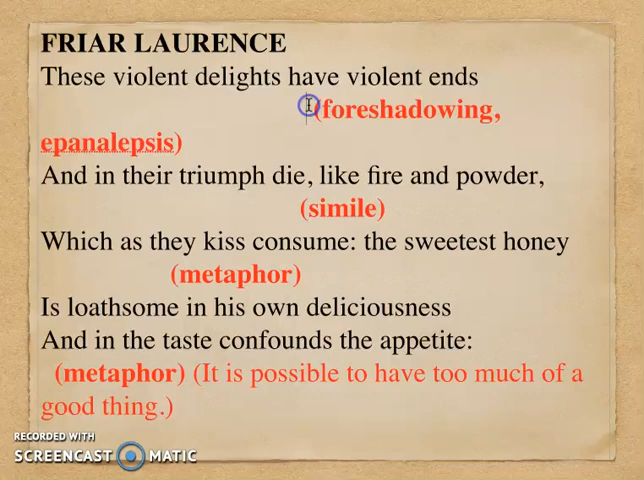 FRIAR LAURENCE
These violent delights have violent ends
(foreshadowing,
epanalepsis)
And in their triumph die, like fire and powder,
(simile)
Which as they kiss consume: the sweetest honey
(metaphor)
Is loathsome in his own deliciousness
And in the taste confounds the appetite:
(metaphor) (It is possible to have too much of a
good thing.)
RECORDED WITH
SCREENCAST MATIC